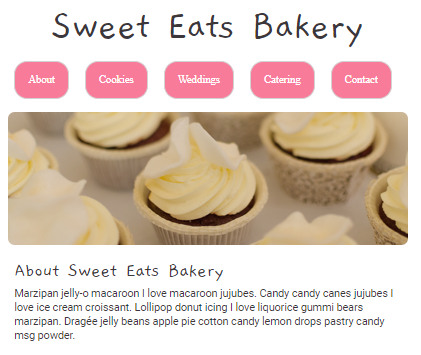 Sweet Eats Bakery
About Cookies Weddings Catering Contact
About Sweet Eats Bakery
Marzipan jelly-o macaroon I love macaroon jujubes. Candy candy canes jujubes I
love ice cream croissant. Lollipop donut icing I love liquorice gummi bears
marzipan. Dragée jelly beans apple pie cotton candy lemon drops pastry candy
msg powder.